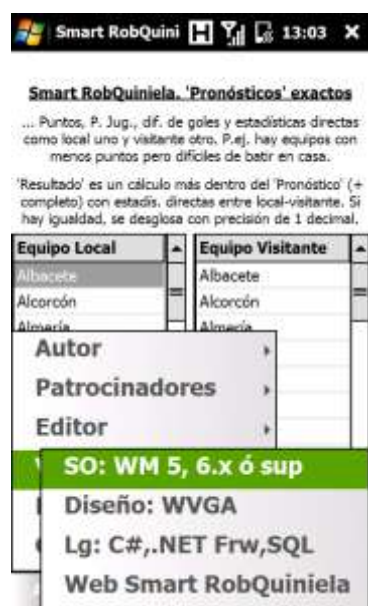 Smart RobQuini H 13:03 X
Smart RobQuiniela. 'Pronósticos' exactos
... Puntos, P. Jug., dif. de goles y estadísticas directas
como local uno y visitante otro. P.ej. hay equipos con
menos puntos pero difíciles de batir en casa.
'Resultado' es un cálculo más dentro del 'Pronóstico' (+
completo) con estadís. directas entre local-visitante. Si
hay igualdad, se desglosa con precisión de 1 decimal.
Equipo Local Equipo Visitante
Albacete Albacete
Alcorcón Alcorcón
Almería Almería
Autor
Patrocinadores
Editor
SO: WM 5, 6.x ó sup
Diseño: WVGA
Lg: C#,.NET Frw,SQL
Web Smart RobQuiniela